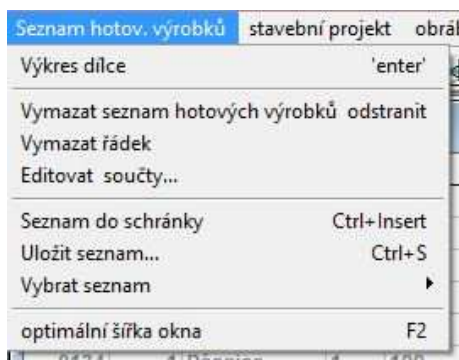 Seznam hotov. výrobků stavební projekt
Výkres dílce 'enter'
Vymazat seznam hotových výrobků odstranit
Vymazat řádek
Editovat součty...
Seznam do schránky Ctrl+Insert
Uložit seznam... Ctrl+S
Vybrat seznam
optimální šířka okna F2